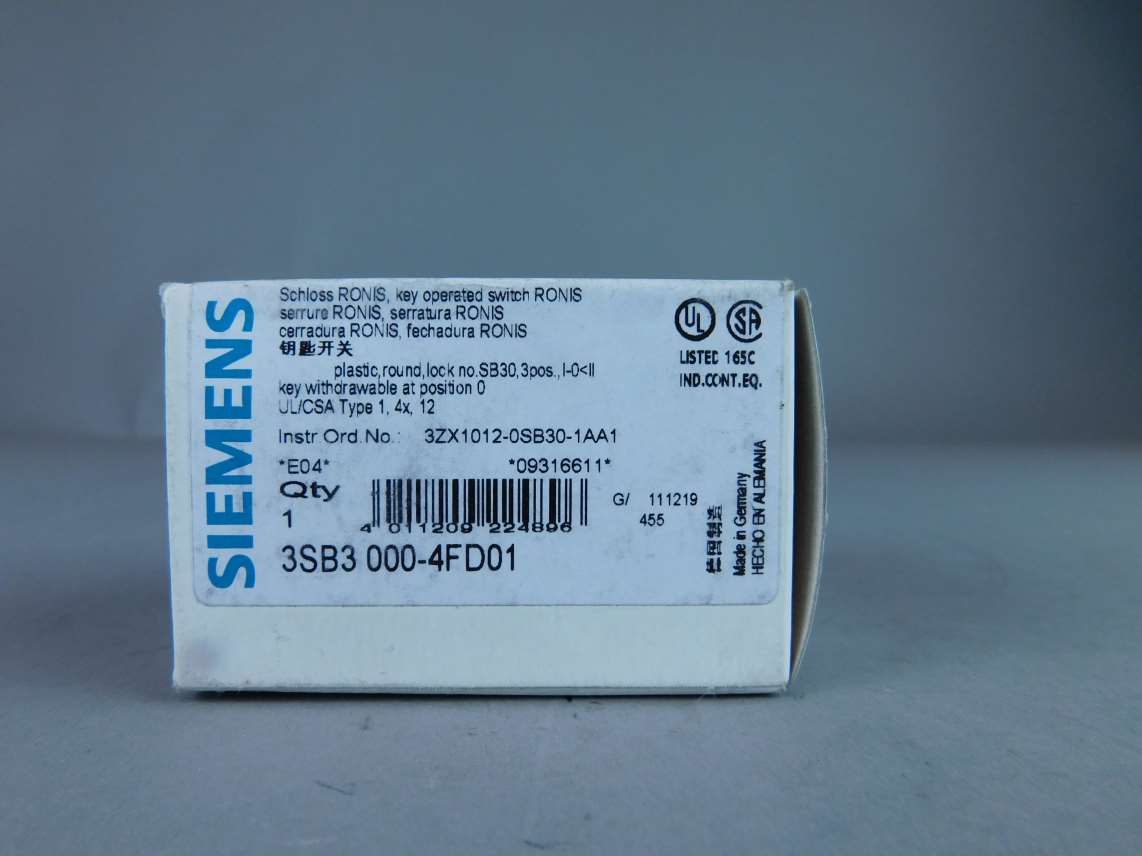 SIEMENS
Schloss RONIS, key operated switch RONIS
serrure RONIS, serratura RONIS
cerradura RONIS, fechadura RONIS
钥匙开关
plastic,round,lock no.SB30,3pos.,I-0<II
key withdrawable at position 0
UL/CSA Type 1, 4x, 12
Instr Ord.No.: 3ZX1012-0SB30-1AA1
*E04* *09316611*
Qty
1
4 011209 224896
G/ 111219
455
3SB3 000-4FD01
UL SA
LISTED 165C
IND.CONT.EQ.
德国制造
Made in Germany
HECHO EN ALEMANIA